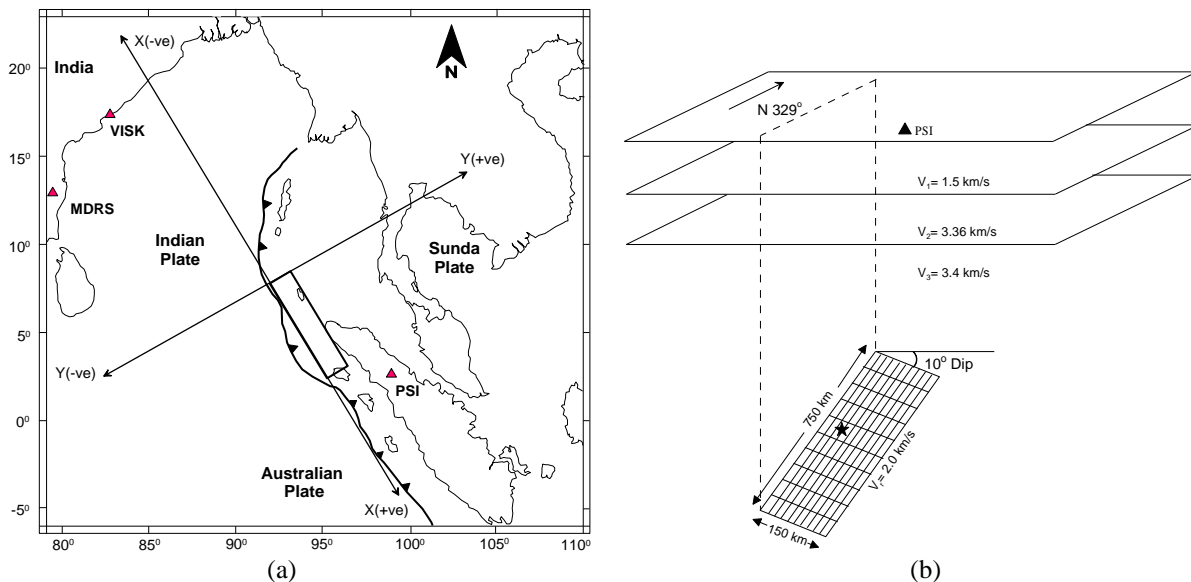 X(-ve)
India
N
20⁰
VISK
15⁰
Y(+ve)
MDRS
Indian
Plate
Sunda
Plate
10⁰
5⁰
Y(-ve)
PSI
0⁰
Australian
Plate
X(+ve)
-5⁰
80⁰ 85⁰ 90⁰ 95⁰ 100⁰ 105⁰ 110⁰
(a)
N 329⁰
PSI
V₁= 1.5 km/s
V₂= 3.36 km/s
V₃= 3.4 km/s
10⁰ Dip
750 km
Vᵣ= 2.0 km/s
150 km
(b)